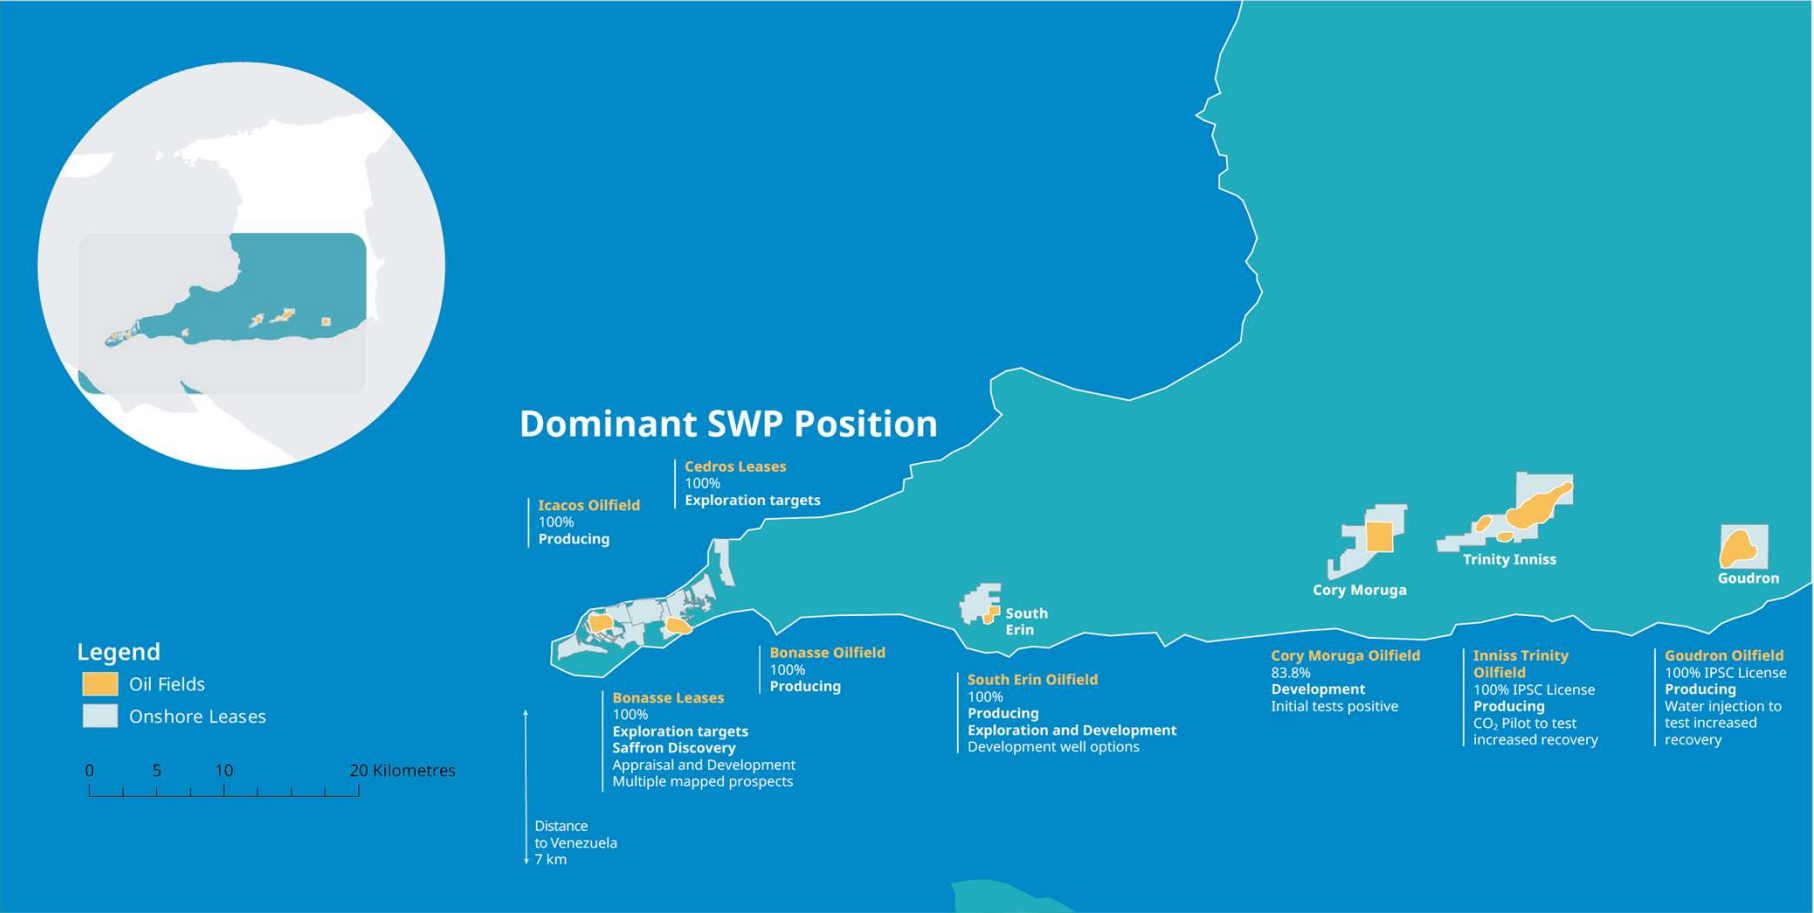 Dominant SWP Position
Cedros Leases
100%
Exploration targets
Icacos Oilfield
100%
Producing
Trinity Inniss
Cory Moruga
Goudron
South
Erin
Legend
Oil Fields
Onshore Leases
0 5 10 20 Kilometres
Bonasse Oilfield
100%
Producing
Bonasse Leases
100%
Exploration targets
Saffron Discovery
Appraisal and Development
Multiple mapped prospects
Distance
to Venezuela
7 km
South Erin Oilfield
100%
Producing
Exploration and Development
Development well options
Cory Moruga Oilfield
83.8%
Development
Initial tests positive
Inniss Trinity
Oilfield
100% IPSC License
Producing
CO₂ Pilot to test
increased recovery
Goudron Oilfield
100% IPSC License
Producing
Water injection to
test increased
recovery